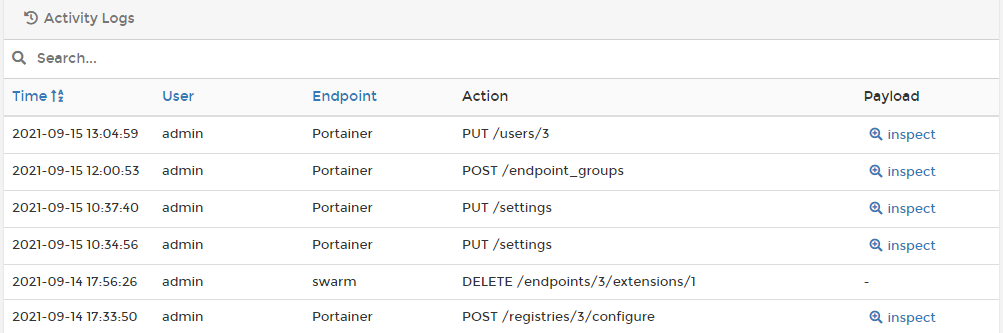 Activity Logs
Search...
Time User Endpoint Action Payload
2021-09-15 13:04:59 admin Portainer PUT /users/3 inspect
2021-09-15 12:00:53 admin Portainer POST /endpoint_groups inspect
2021-09-15 10:37:40 admin Portainer PUT /settings inspect
2021-09-15 10:34:56 admin Portainer PUT /settings inspect
2021-09-14 17:56:26 admin swarm DELETE /endpoints/3/extensions/1 -
2021-09-14 17:33:50 admin Portainer POST /registries/3/configure inspect